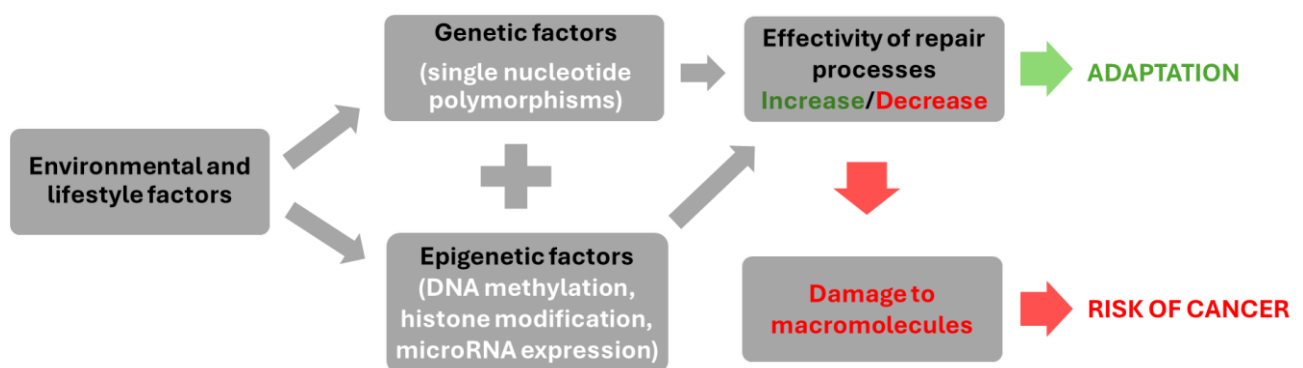 Environmental and
lifestyle factors
Genetic factors
(single nucleotide
polymorphisms)
Epigenetic factors
(DNA methylation,
histone modification,
microRNA expression)
Effectivity of repair
processes
Increase/Decrease
ADAPTATION
Damage to
macromolecules
RISK OF CANCER